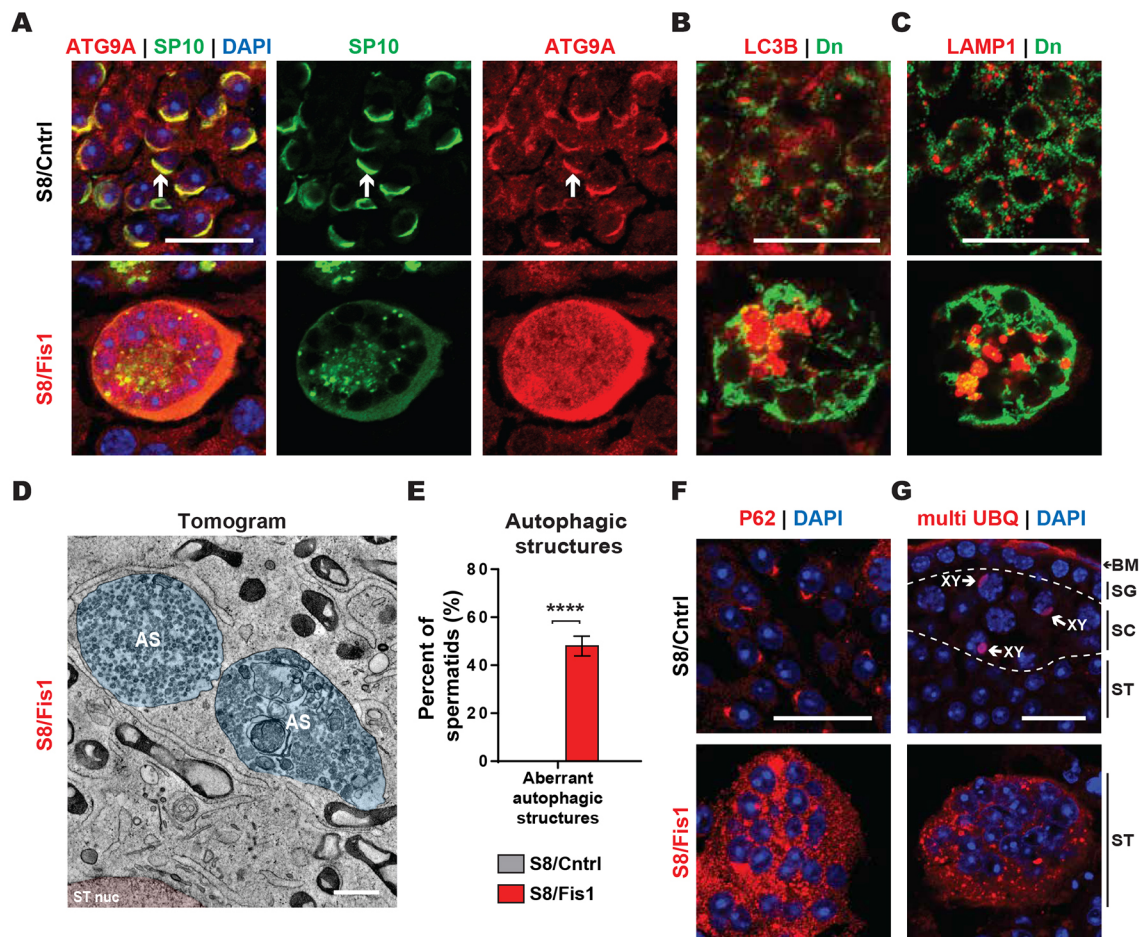 A
ATG9A | SP10 | DAPI
SP10
ATG9A
S8/Cntrl
S8/Fis1
B
LC3B | Dn
C
LAMP1 | Dn
D
Tomogram
S8/Fis1
AS
AS
ST nuc
E
Autophagic
structures
Percent of
spermatids (%)
80
60
40
20
0
****
Aberrant
autophagic
structures
S8/Cntrl
S8/Fis1
F
P62 | DAPI
S8/Cntrl
S8/Fis1
G
multi UBQ | DAPI
XY
XY
XY
BM
SG
SC
ST
ST